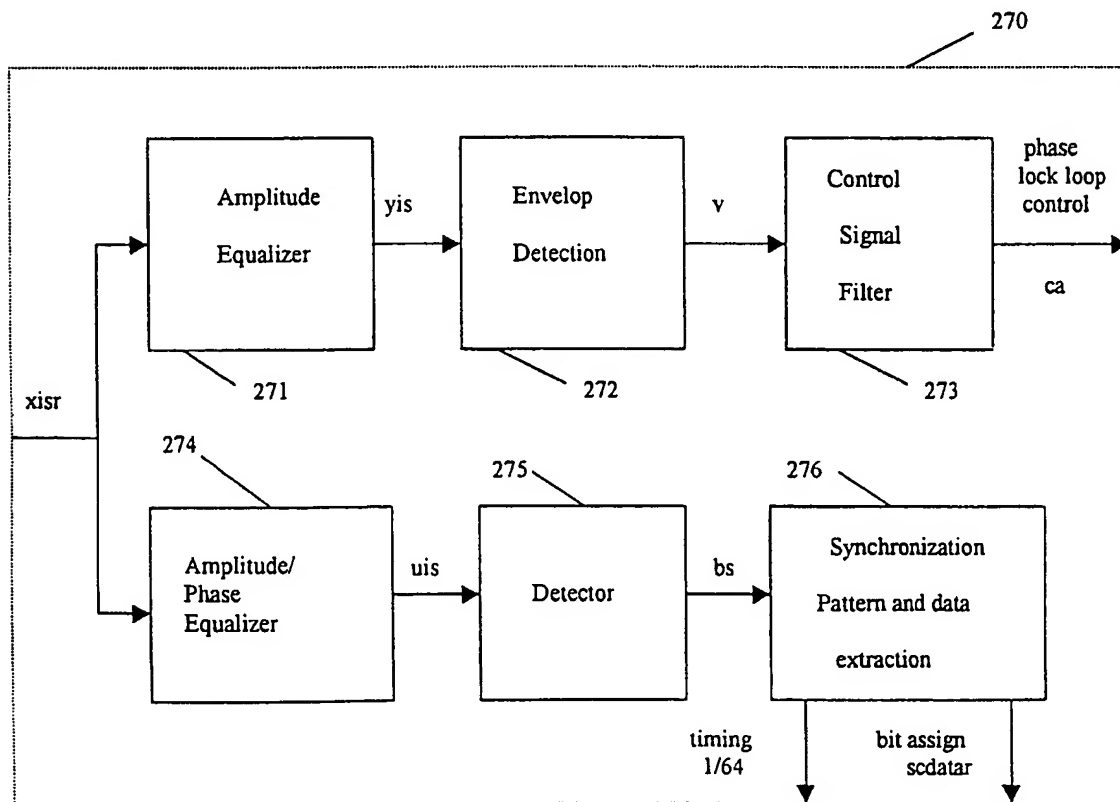 270
Amplitude
Equalizer
yis
Envelop
Detection
v
Control
Signal
Filter
phase
lock loop
control
ca
271
272
273
xisr
274
275
276
Amplitude/
Phase
Equalizer
uis
Detector
bs
Synchronization
Pattern and data
extraction
timing
1/64
bit assign
scdatar